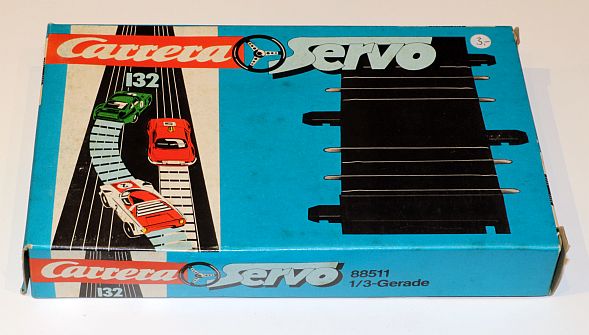 Carrera Servo
132
3.-
Carrera Servo
132
88511
1/3-Gerade